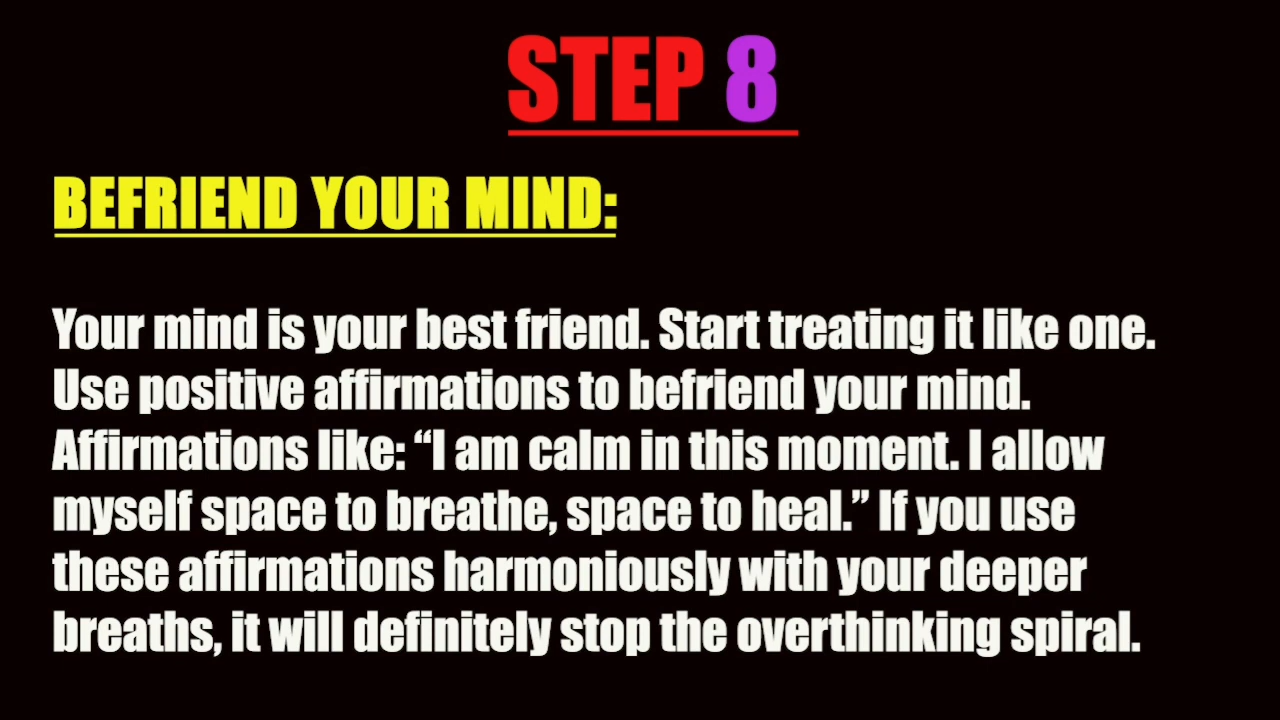 STEP 8
BEFRIEND YOUR MIND:
Your mind is your best friend. Start treating it like one.
Use positive affirmations to befriend your mind.
Affirmations like: “I am calm in this moment. I allow
myself space to breathe, space to heal.” If you use
these affirmations harmoniously with your deeper
breaths, it will definitely stop the overthinking spiral.